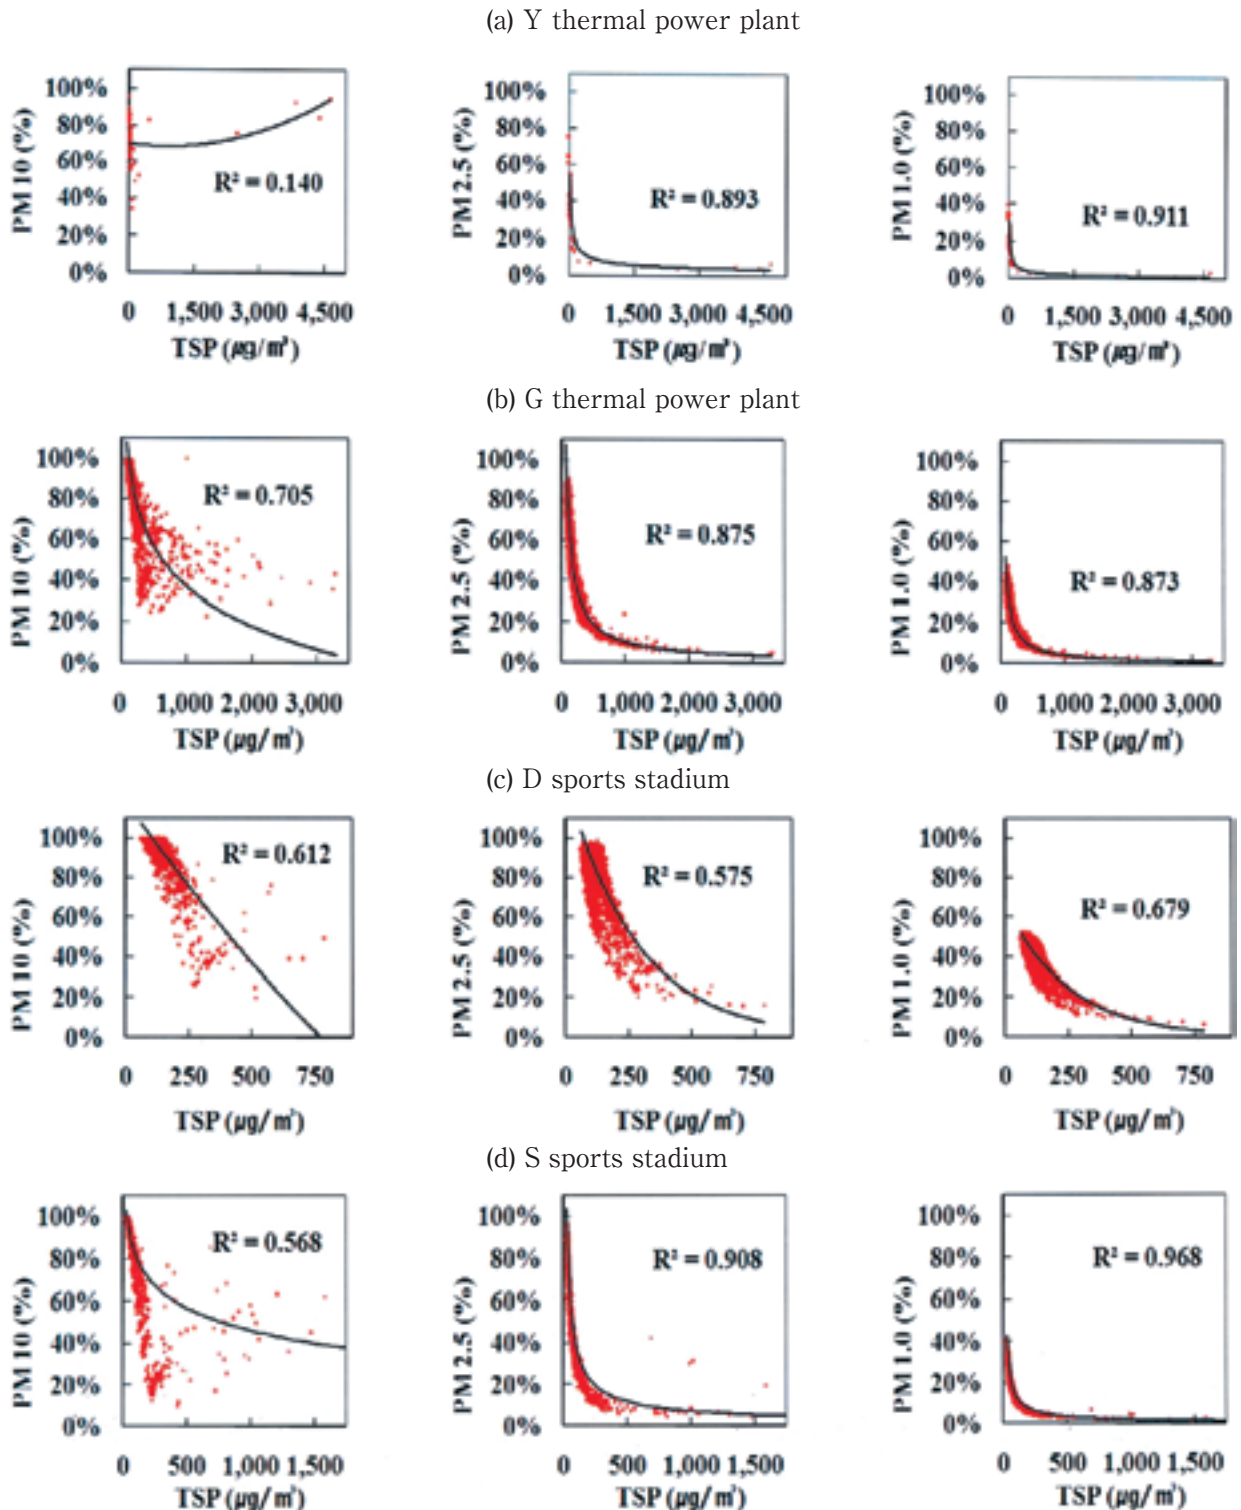 (a) Y thermal power plant
PM 10 (%)
100%
80%
60%
40%
20%
0%
R² = 0.140
0 1,500 3,000 4,500
TSP (㎍/㎥)
PM 2.5 (%)
100%
80%
60%
40%
20%
0%
R² = 0.893
0 1,500 3,000 4,500
TSP (㎍/㎥)
PM 1.0 (%)
100%
80%
60%
40%
20%
0%
R² = 0.911
0 1,500 3,000 4,500
TSP (㎍/㎥)
(b) G thermal power plant
PM 10 (%)
100%
80%
60%
40%
20%
0%
R² = 0.705
0 1,000 2,000 3,000
TSP (μg/㎥)
PM 2.5 (%)
100%
80%
60%
40%
20%
0%
R² = 0.875
0 1,000 2,000 3,000
TSP (μg/㎥)
PM 1.0 (%)
100%
80%
60%
40%
20%
0%
R² = 0.873
0 1,000 2,000 3,000
TSP (μg/㎥)
(c) D sports stadium
PM 10 (%)
100%
80%
60%
40%
20%
0%
R² = 0.612
0 250 500 750
TSP (μg/㎥)
PM 2.5 (%)
100%
80%
60%
40%
20%
0%
R² = 0.575
0 250 500 750
TSP (μg/㎥)
PM 1.0 (%)
100%
80%
60%
40%
20%
0%
R² = 0.679
0 250 500 750
TSP (μg/㎥)
(d) S sports stadium
PM 10 (%)
100%
80%
60%
40%
20%
0%
R² = 0.568
0 500 1,000 1,500
TSP (μg/㎥)
PM 2.5 (%)
100%
80%
60%
40%
20%
0%
R² = 0.908
0 500 1,000 1,500
TSP (μg/㎥)
PM 1.0 (%)
100%
80%
60%
40%
20%
0%
R² = 0.968
0 500 1,000 1,500
TSP (μg/㎥)